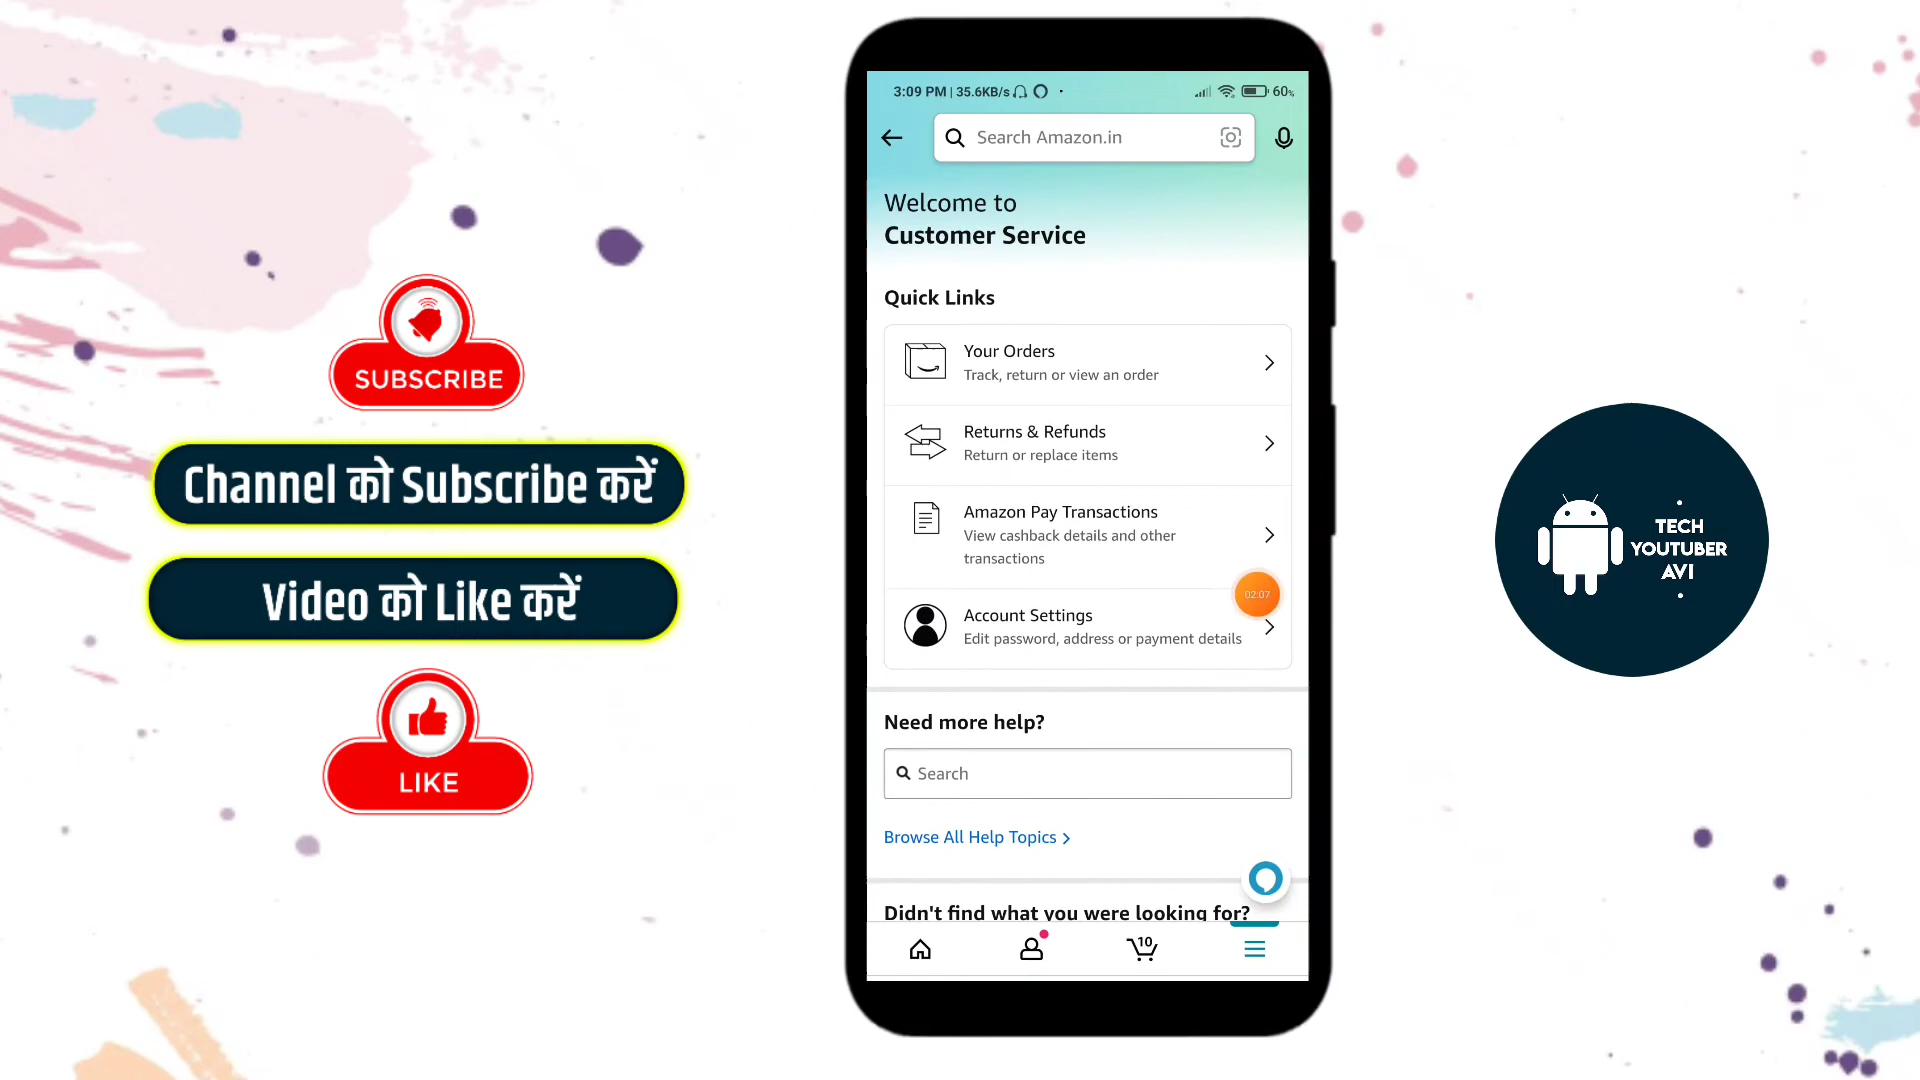 SUBSCRIBE
Channel को Subscribe करें
Video को Like करें
LIKE
3:09 PM | 35.6KB/s
60%
Search Amazon.in
Welcome to
Customer Service
Quick Links
Your Orders
Track, return or view an order
Returns & Refunds
Return or replace items
Amazon Pay Transactions
View cashback details and other
transactions
02:07
Account Settings
Edit password, address or payment details
Need more help?
Search
Browse All Help Topics
Didn't find what you were looking for?
10
TECH
YOUTUBER
AVI